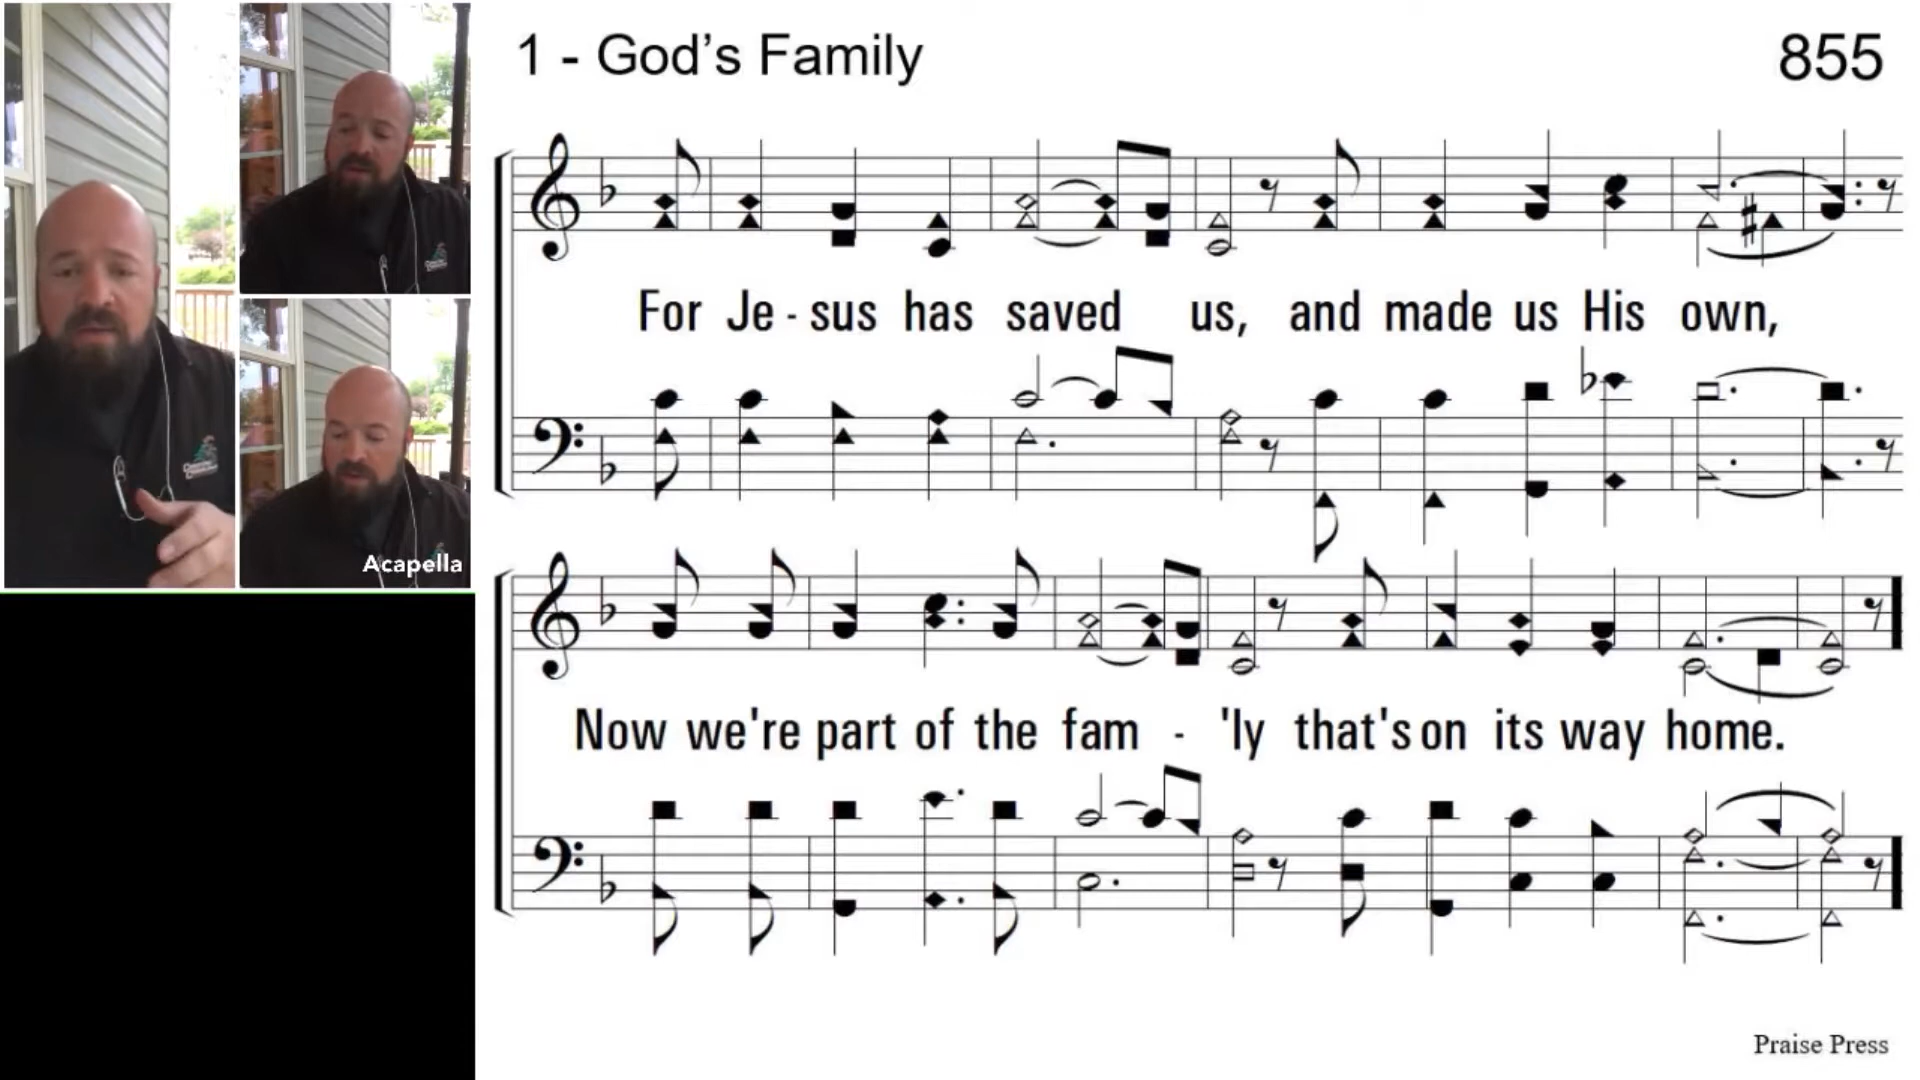 1 - God's Family
855
For Je - sus has saved us, and made us His own,
Now we're part of the fam - 'ly that's on its way home.
Acapella
Praise Press